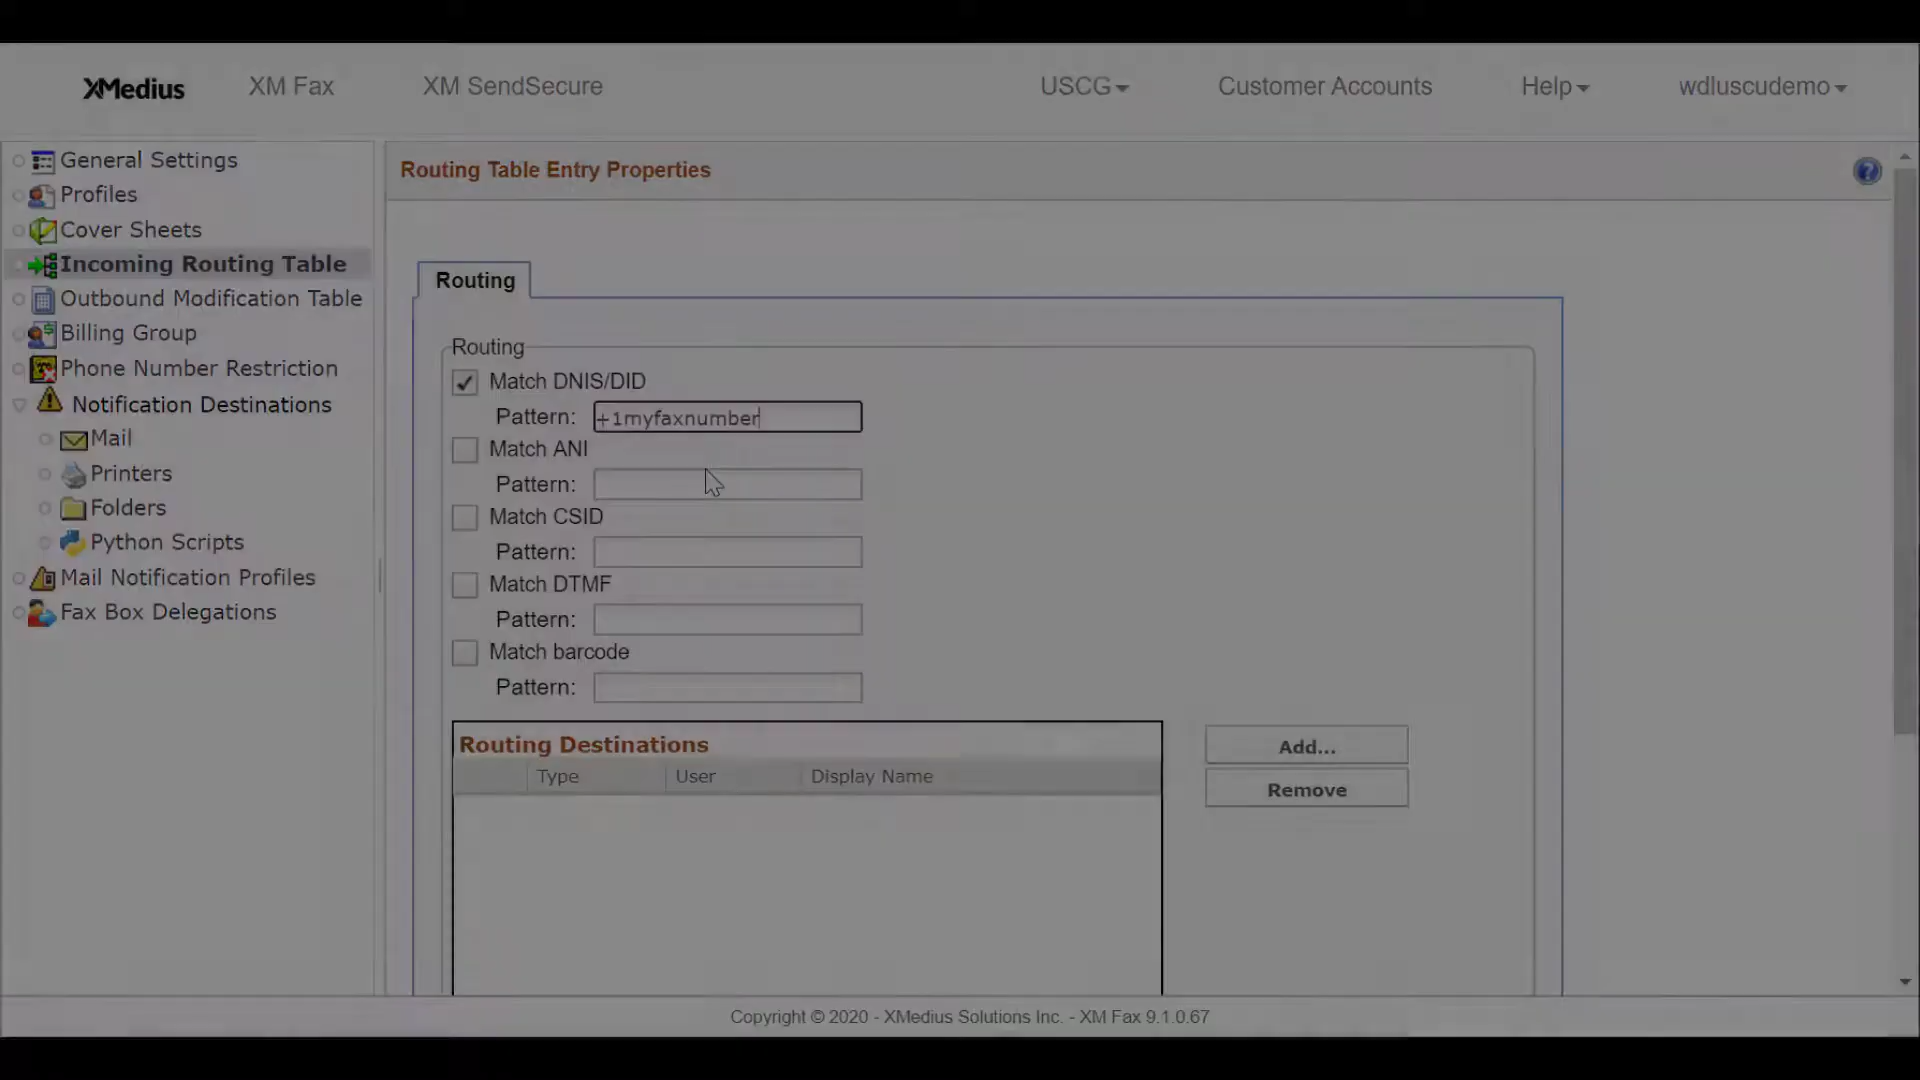 XMedius XM Fax XM SendSecure USCG Customer Accounts Help wdluscudemo
General Settings
Profiles
Cover Sheets
Incoming Routing Table
Outbound Modification Table
Billing Group
Phone Number Restriction
Notification Destinations
Mail
Printers
Folders
Python Scripts
Mail Notification Profiles
Fax Box Delegations
Routing Table Entry Properties
Routing
Routing
Match DNIS/DID
Pattern: +1myfaxnumber
Match ANI
Pattern:
Match CSID
Pattern:
Match DTMF
Pattern:
Match barcode
Pattern:
Routing Destinations
Type User Display Name
Add...
Remove
Copyright © 2020 - XMedius Solutions Inc. - XM Fax 9.1.0.67